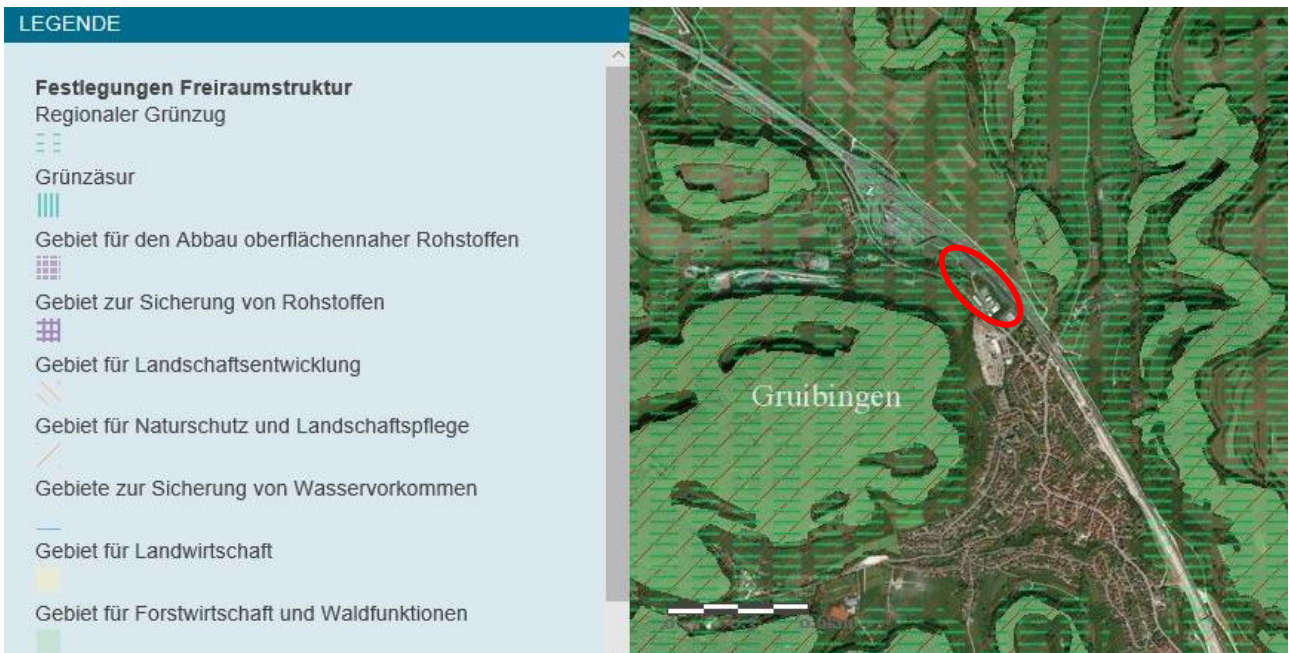 LEGENDE
Festlegungen Freiraumstruktur
Regionaler Grünzug
Grünzäsur
Gebiet für den Abbau oberflächennaher Rohstoffen
Gebiet zur Sicherung von Rohstoffen
Gebiet für Landschaftsentwicklung
Gebiet für Naturschutz und Landschaftspflege
Gebiete zur Sicherung von Wasservorkommen
Gebiet für Landwirtschaft
Gebiet für Forstwirtschaft und Waldfunktionen
Z
Gruibingen